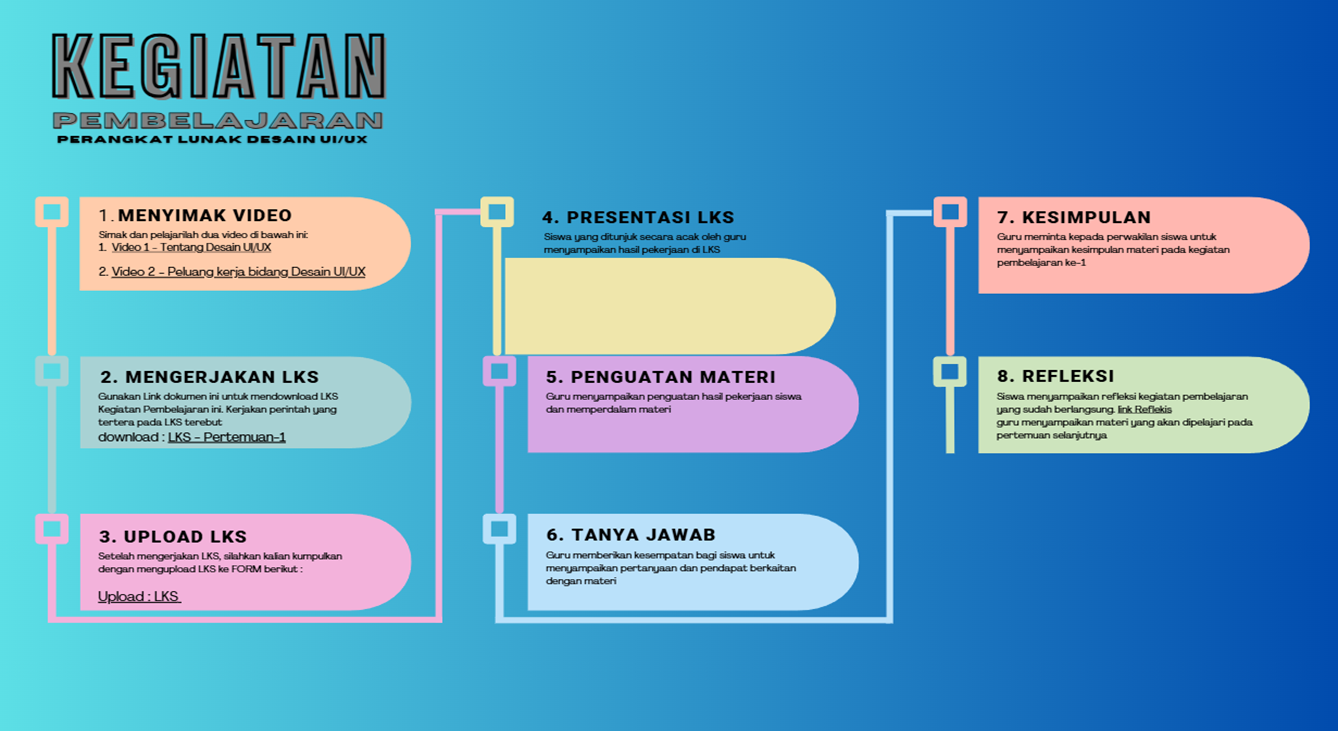 KEGIATAN
PEMBELAJARAN
PERANGKAT LUNAK DESAIN UI/UX
1. MENYIMAK VIDEO
Simak dan pelajarilah dua video di bawah ini:
1. Video 1 - Tentang Desain UI/UX
2. Video 2 - Peluang kerja bidang Desain UI/UX
2. MENGERJAKAN LKS
Gunakan Link dokumen ini untuk mendownload LKS
Kegiatan Pembelajaran ini. Kerjakan perintah yang
tertera pada LKS terebut
download : LKS - Pertemuan-1
3. UPLOAD LKS
Setelah mengerjakan LKS, silahkan kalian kumpulkan
dengan mengupload LKS ke FORM berikut :
Upload : LKS
4. PRESENTASI LKS
Siswa yang ditunjuk secara acak oleh guru
menyampaikan hasil pekerjaan di LKS
5. PENGUATAN MATERI
Guru menyampaikan penguatan hasil pekerjaan siswa
dan memperdalam materi
6. TANYA JAWAB
Guru memberikan kesempatan bagi siswa untuk
menyampaikan pertanyaan dan pendapat berkaitan
dengan materi
7. KESIMPULAN
Guru meminta kepada perwakilan siswa untuk
menyampaikan kesimpulan materi pada kegiatan
pembelajaran ke-1
8. REFLEKSI
Siswa menyampaikan refleksi kegiatan pembelajaran
yang sudah berlangsung. link Reflekis
guru menyampaikan materi yang akan dipelajari pada
pertemuan selanjutnya